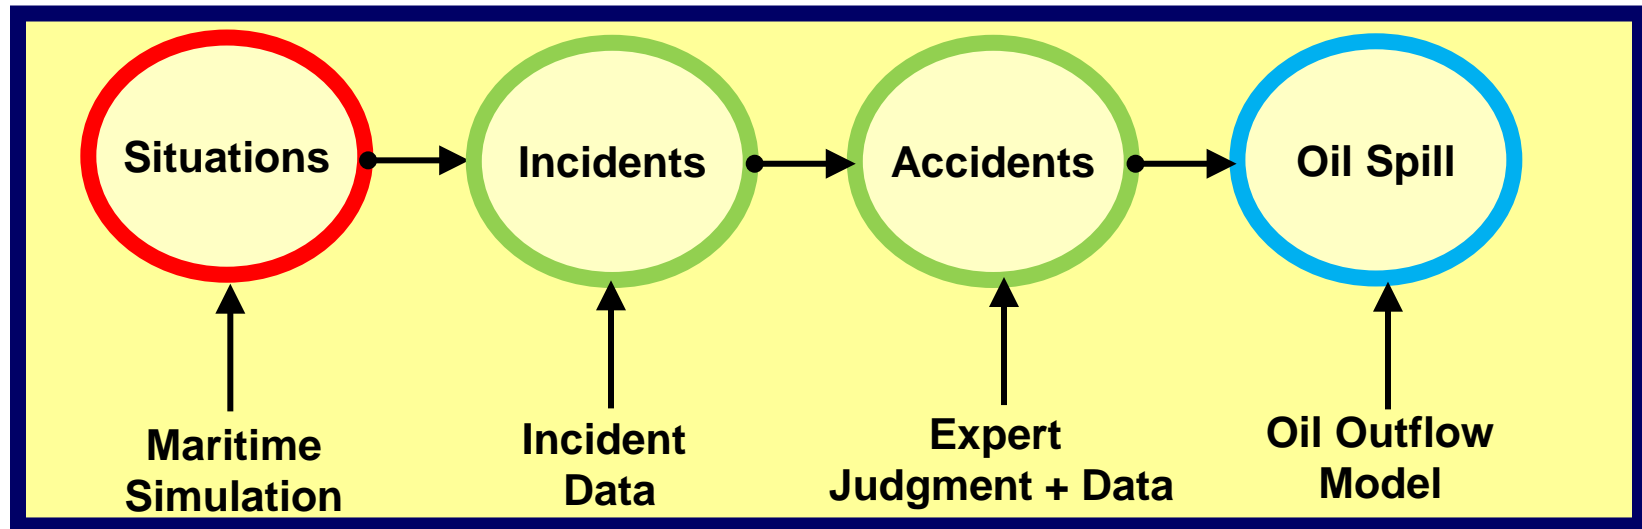 Situations
Incidents
Accidents
Oil Spill
Maritime
Simulation
Incident
Data
Expert
Judgment + Data
Oil Outflow
Model